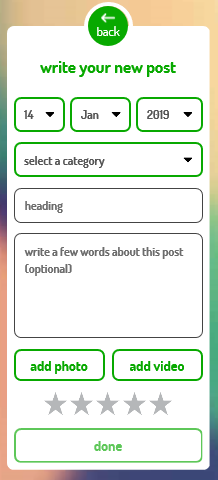 back
write your new post
14 Jan 2019
select a category
heading
write a few words about this post
(optional)
add photo add video
done